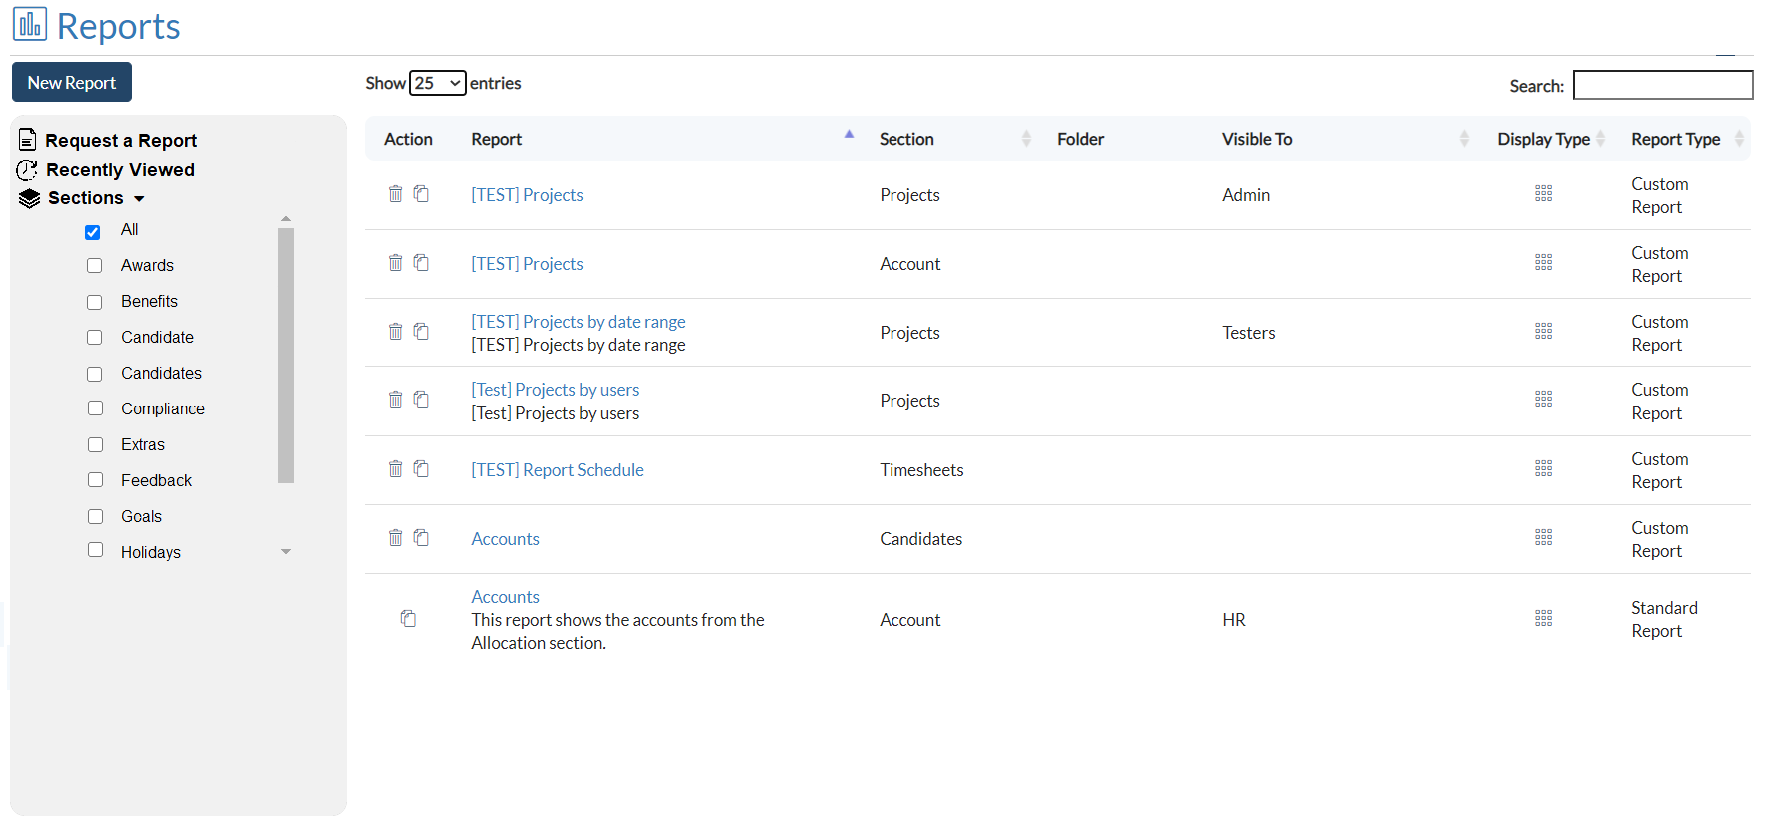 Reports
New Report
Show 25 entries
Search:
Request a Report
Recently Viewed
Sections
All
Awards
Benefits
Candidate
Candidates
Compliance
Extras
Feedback
Goals
Holidays
Action Report Section Folder Visible To Display Type Report Type
[TEST] Projects Projects Admin Custom
Report
[TEST] Projects Account Custom
Report
[TEST] Projects by date range Custom
[TEST] Projects by date range Projects Testers Report
[Test] Projects by users Custom
[Test] Projects by users Projects Report
[TEST] Report Schedule Timesheets Custom
Report
Accounts Candidates Custom
Report
Accounts
This report shows the accounts from the Account HR Standard
Allocation section. Report